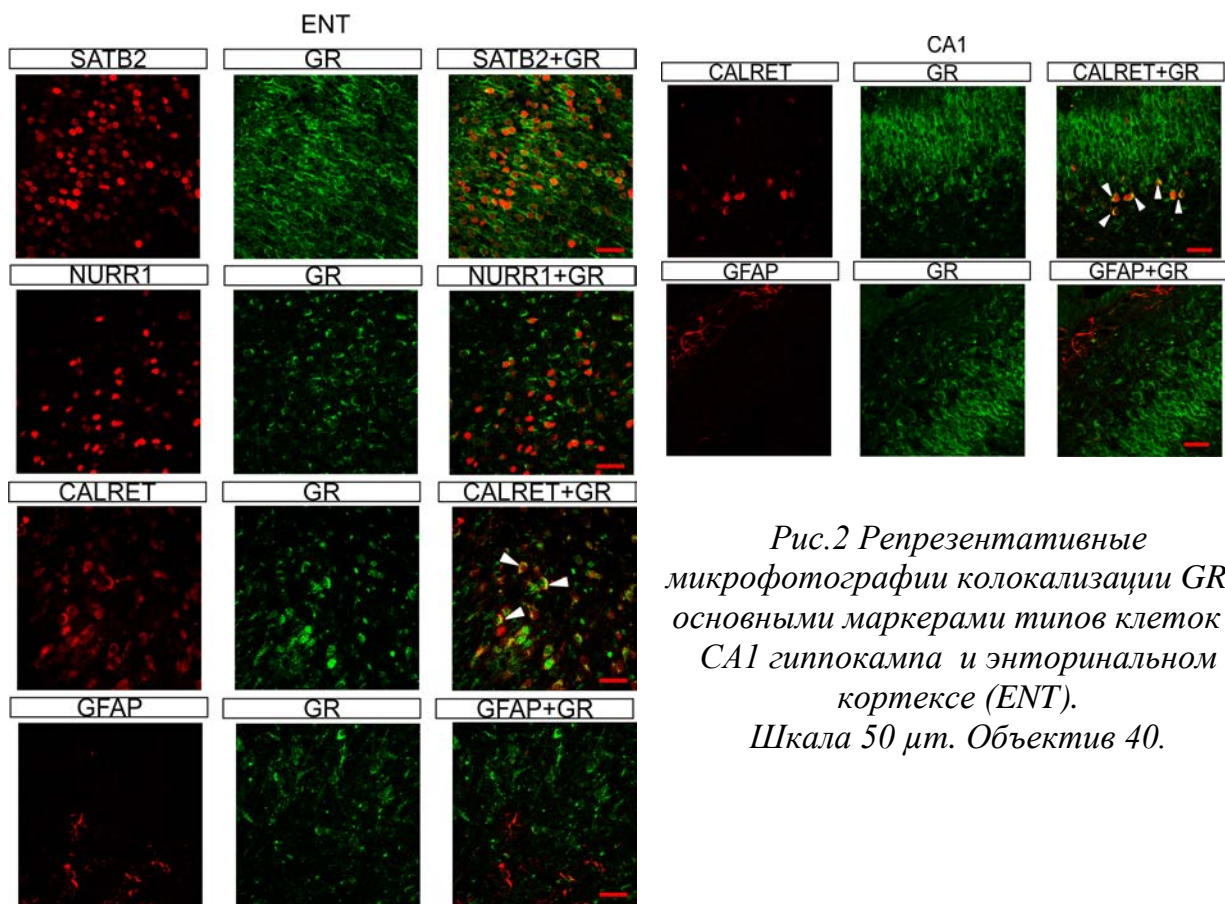 ENT
SATB2 GR SATB2+GR
NURR1 GR NURR1+GR
CALRET GR CALRET+GR
GFAP GR GFAP+GR
CA1
CALRET GR CALRET+GR
GFAP GR GFAP+GR
Рис.2 Репрезентативные
микрофотографии колокализации GR
основными маркерами типов клеток
CA1 гиппокампа и энторинальном
кортексе (ENT).
Шкала 50 µm. Объектив 40.